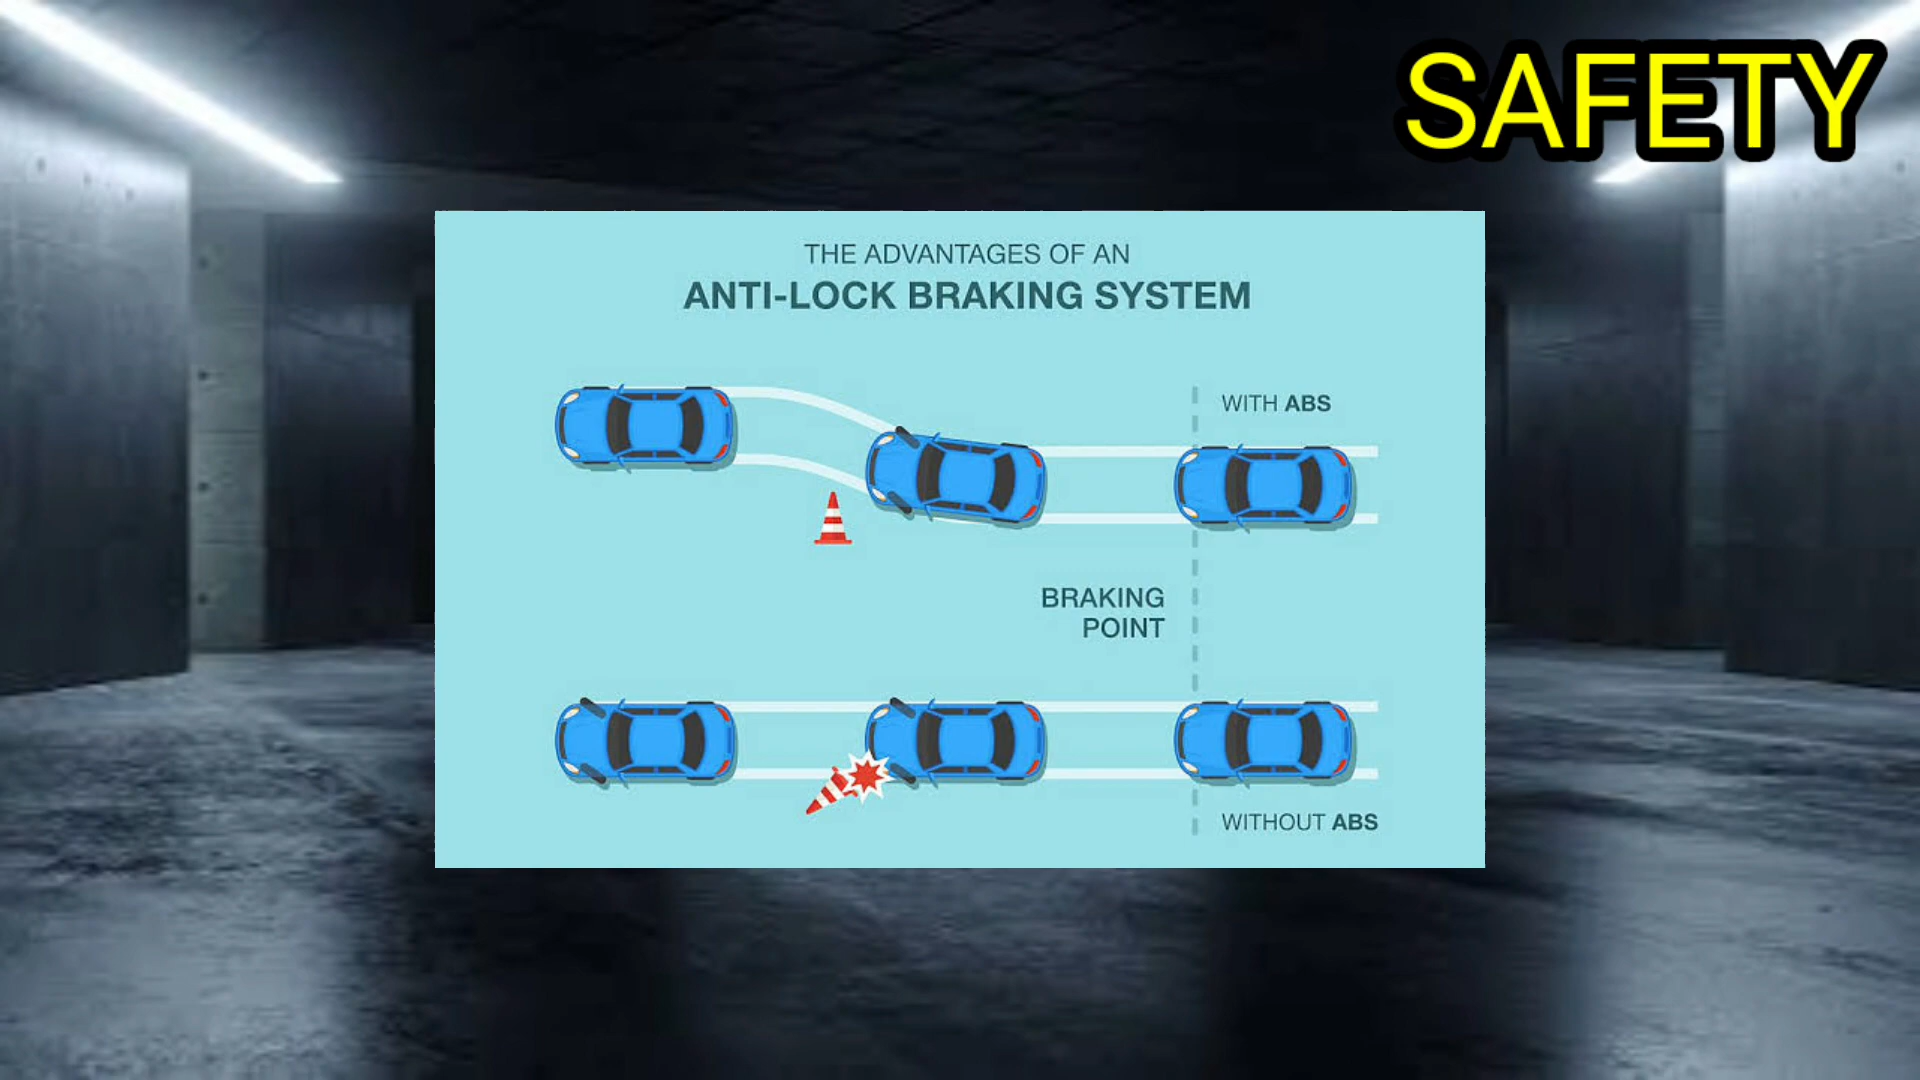 SAFETY
THE ADVANTAGES OF AN
ANTI-LOCK BRAKING SYSTEM
WITH ABS
BRAKING
POINT
WITHOUT ABS